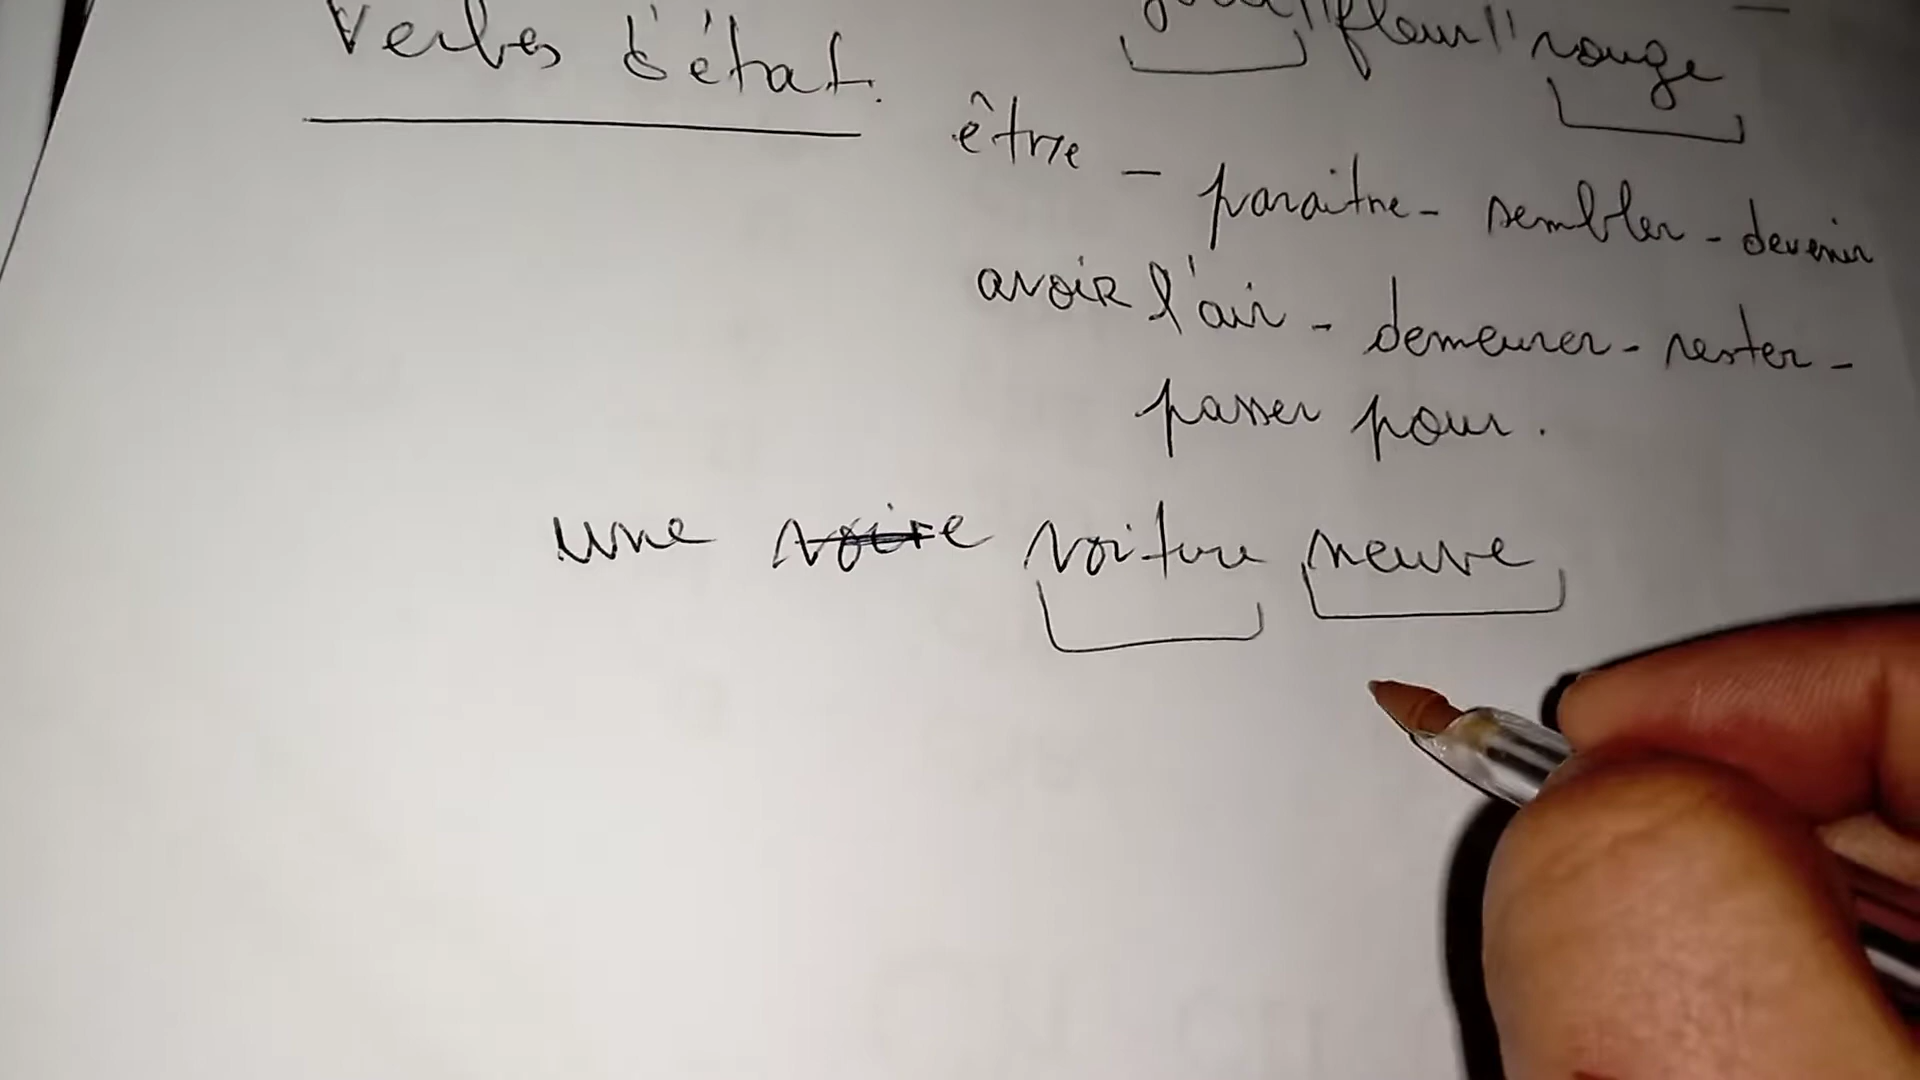 fleur rouge
Verbes d'état.
être - paraitre - sembler - devenir
avoir l'air - demeurer - rester -
passer pour.
une voiture neuve